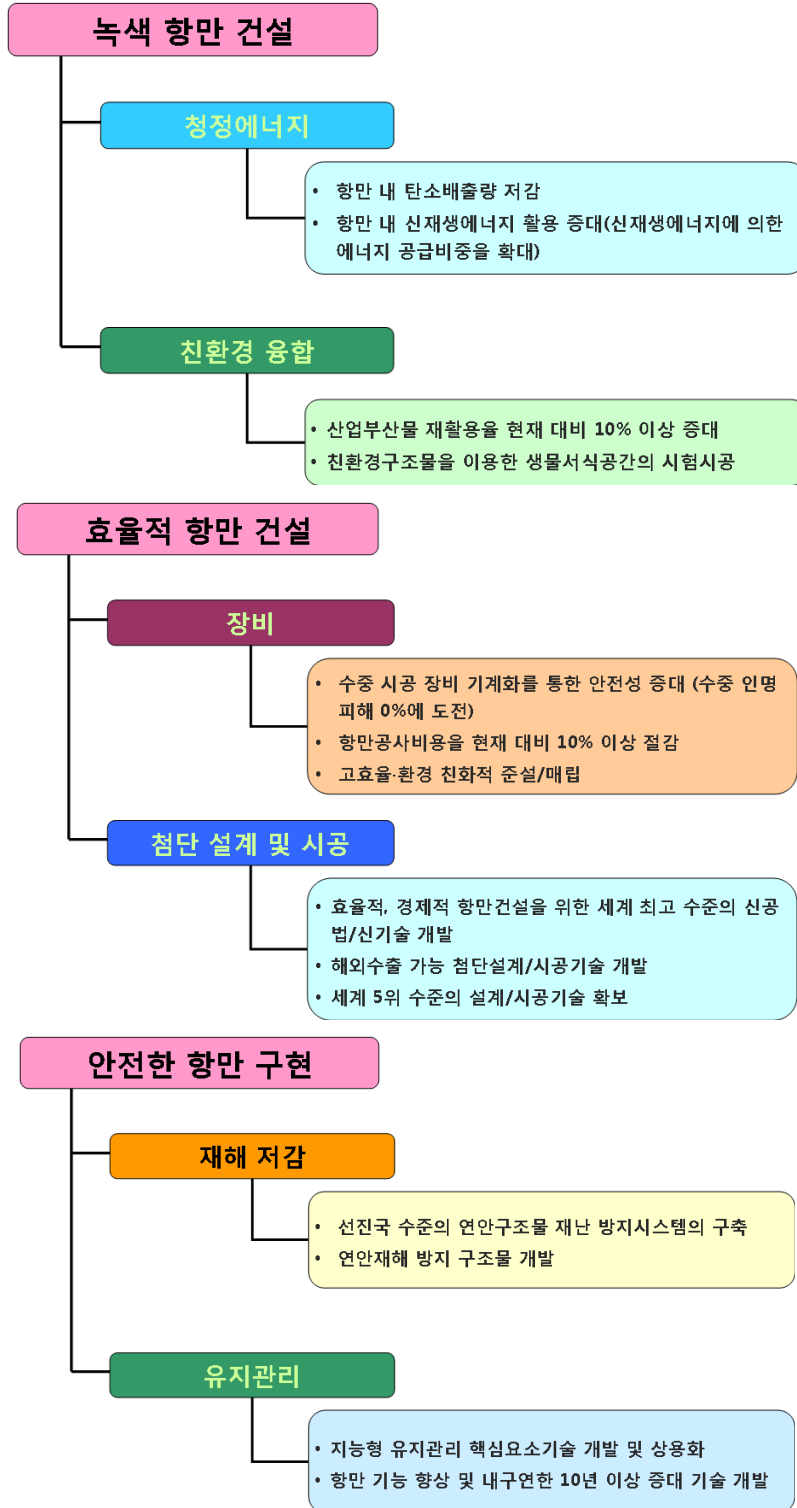 녹색 항만 건설
청정에너지
• 항만 내 탄소배출량 저감
• 항만 내 신재생에너지 활용 증대(신재생에너지에 의한
에너지 공급비중을 확대)
친환경 융합
• 산업부산물 재활용율 현재 대비 10% 이상 증대
• 친환경구조물을 이용한 생물서식공간의 시험시공
효율적 항만 건설
장비
• 수중 시공 장비 기계화를 통한 안전성 증대 (수중 인명
피해 0%에 도전)
• 항만공사비용을 현재 대비 10% 이상 절감
• 고효율·환경 친화적 준설/매립
첨단 설계 및 시공
• 효율적, 경제적 항만건설을 위한 세계 최고 수준의 신공
법/신기술 개발
• 해외수출 가능 첨단설계/시공기술 개발
• 세계 5위 수준의 설계/시공기술 확보
안전한 항만 구현
재해 저감
• 선진국 수준의 연안구조물 재난 방지시스템의 구축
• 연안재해 방지 구조물 개발
유지관리
• 지능형 유지관리 핵심요소기술 개발 및 상용화
• 항만 기능 향상 및 내구연한 10년 이상 증대 기술 개발